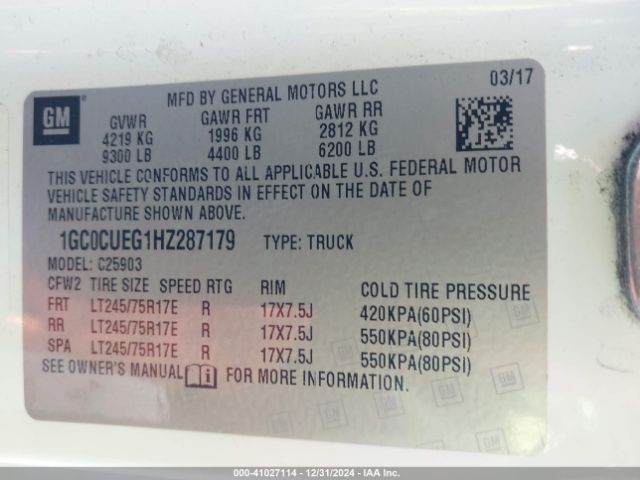 03/17
GM
MFD BY GENERAL MOTORS LLC
GVWR GAWR FRT GAWR RR
4219 KG 1996 KG 2812 KG
9300 LB 4400 LB 6200 LB
THIS VEHICLE CONFORMS TO ALL APPLICABLE U.S. FEDERAL MOTOR
VEHICLE SAFETY STANDARDS IN EFFECT ON THE DATE OF
MANUFACTURE SHOWN ABOVE.
1GC0CUEG1HZ287179 TYPE: TRUCK
MODEL: C25903
CFW2 TIRE SIZE SPEED RTG RIM COLD TIRE PRESSURE
FRT LT245/75R17E R 17X7.5J 420KPA(60PSI)
RR LT245/75R17E R 17X7.5J 550KPA(80PSI)
SPA LT245/75R17E R 17X7.5J 550KPA(80PSI)
SEE OWNER'S MANUAL i FOR MORE INFORMATION.
000-41027114 - 12/31/2024 - IAA Inc.